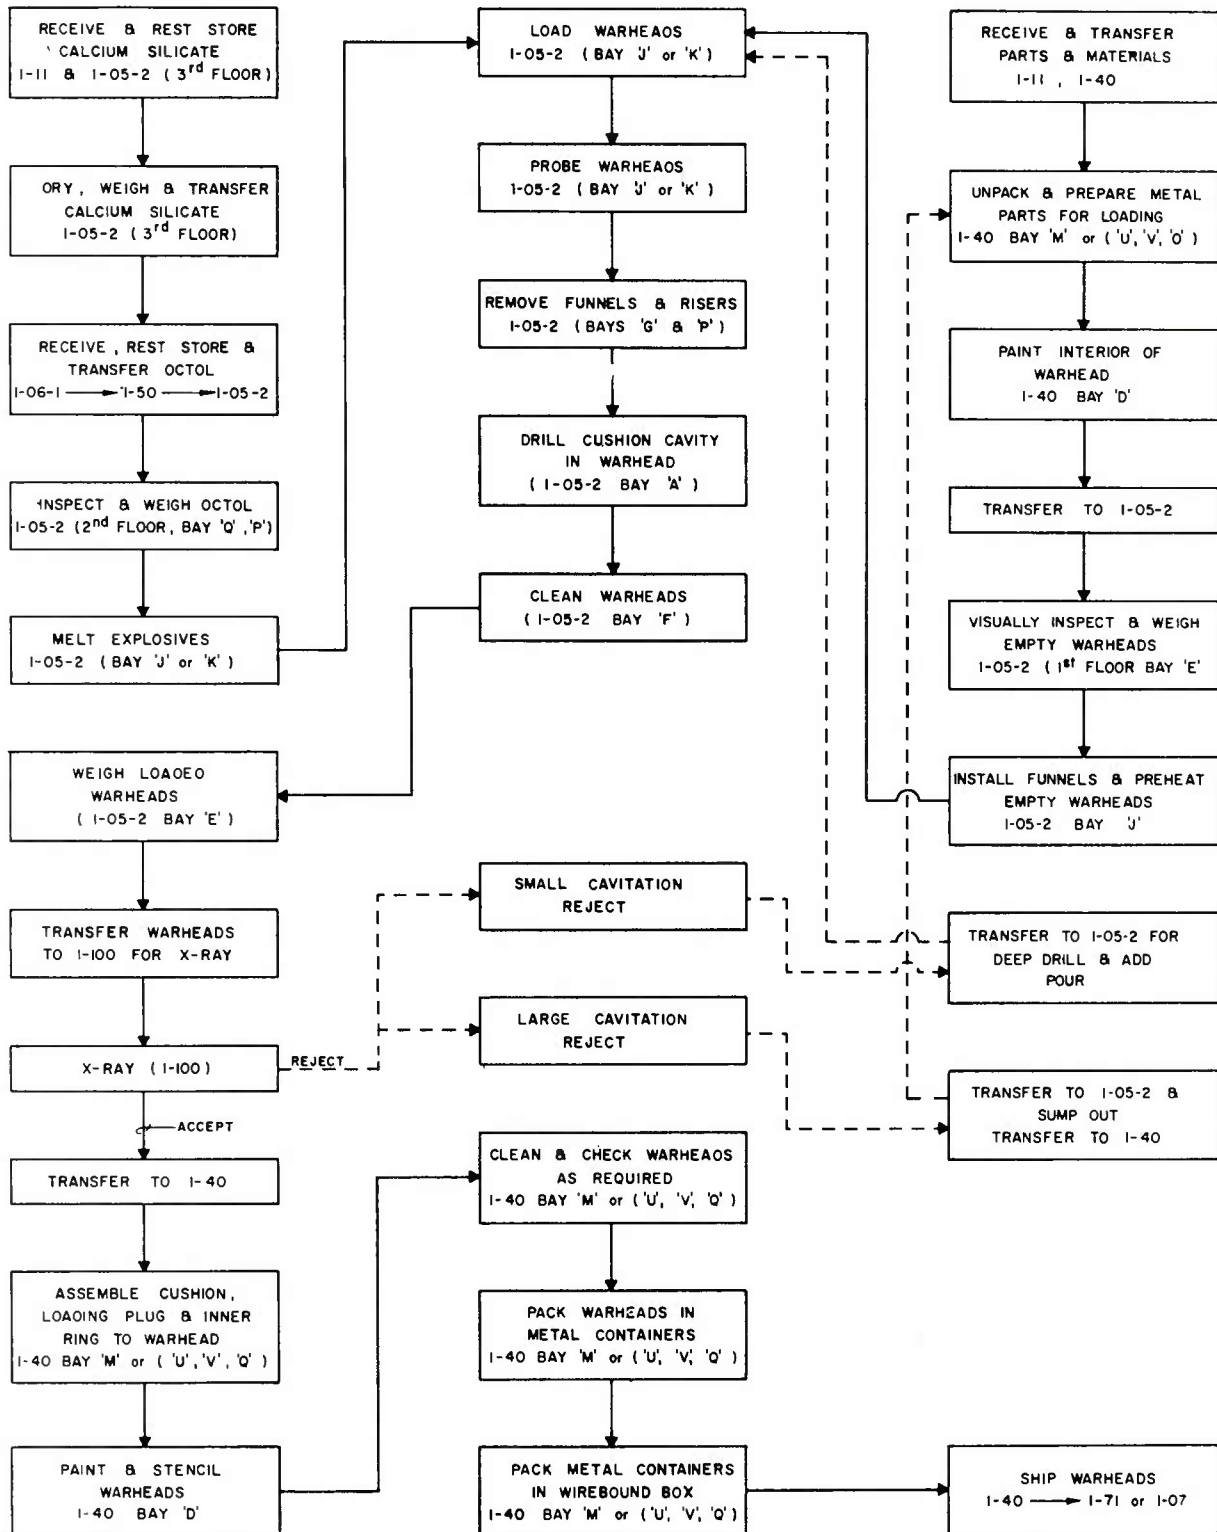 RECEIVE & REST STORE
CALCIUM SILICATE
1-11 & 1-05-2 (3rd FLOOR)
ORY, WEIGH & TRANSFER
CALCIUM SILICATE
1-05-2 (3rd FLOOR)
RECEIVE, REST STORE &
TRANSFER OCTOL
1-06-1 → 1-50 → 1-05-2
INSPECT & WEIGH OCTOL
1-05-2 (2nd FLOOR, BAY 'Q','P')
MELT EXPLOSIVES
1-05-2 (BAY 'J' or 'K')
WEIGH LOAOEO
WARHEADS
(1-05-2 BAY 'E')
TRANSFER WARHEADS
TO 1-100 FOR X-RAY
X-RAY (1-100)
REJECT
ACCEPT
TRANSFER TO 1-40
ASSEMBLE CUSHION,
LOAOING PLUG & INNER
RING TO WARHEAD
1-40 BAY 'M' or ('U','V','Q')
PAINT & STENCIL
WARHEADS
1-40 BAY 'D'
LOAD WARHEAOS
1-05-2 (BAY 'J' or 'K')
PROBE WARHEAOS
1-05-2 (BAY 'J' or 'K')
REMOVE FUNNELS & RISERS
1-05-2 (BAYS 'G' & 'P')
DRILL CUSHION CAVITY
IN WARHEAD
(1-05-2 BAY 'A')
CLEAN WARHEADS
(1-05-2 BAY 'F')
SMALL CAVITATION
REJECT
LARGE CAVITATION
REJECT
CLEAN & CHECK WARHEAOS
AS REQUIRED
1-40 BAY 'M' or ('U', 'V', 'Q')
PACK WARHEADS IN
METAL CONTAINERS
1-40 BAY 'M' or ('U', 'V', 'Q')
PACK METAL CONTAINERS
IN WIREBOUND BOX
1-40 BAY 'M' or ('U', 'V', 'Q')
RECEIVE & TRANSFER
PARTS & MATERIALS
1-11, 1-40
UNPACK & PREPARE METAL
PARTS FOR LOADING
1-40 BAY 'M' or ('U','V','O')
PAINT INTERIOR OF
WARHEAD
1-40 BAY 'D'
TRANSFER TO 1-05-2
VISUALLY INSPECT & WEIGH
EMPTY WARHEADS
1-05-2 (1st FLOOR BAY 'E'
INSTALL FUNNELS & PREHEAT
EMPTY WARHEADS
1-05-2 BAY 'J'
TRANSFER TO 1-05-2 FOR
DEEP DRILL & ADD
POUR
TRANSFER TO 1-05-2 &
SUMP OUT
TRANSFER TO 1-40
SHIP WARHEADS
1-40 → 1-71 or 1-07